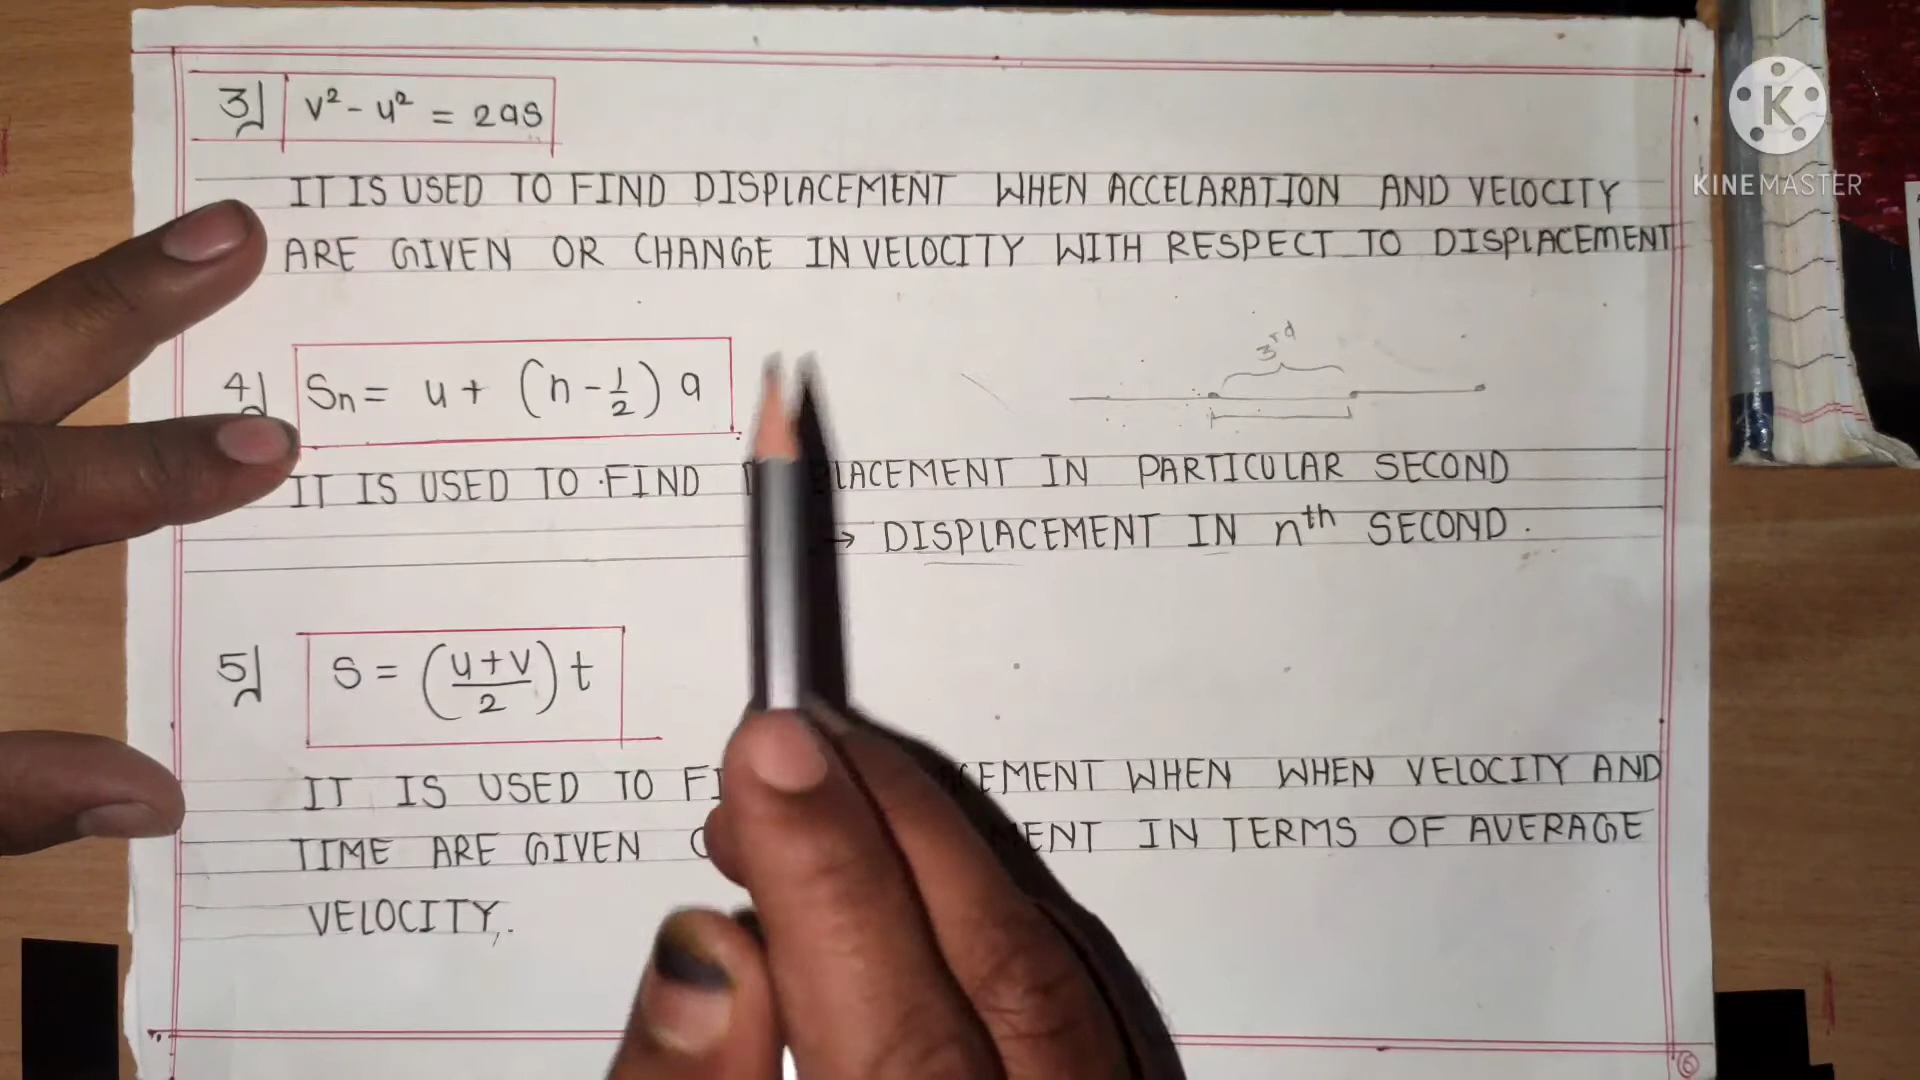 3) v² - u² = 2as
K
KINEMASTER
IT IS USED TO FIND DISPLACEMENT WHEN ACCELARATION AND VELOCITY
ARE GIVEN OR CHANGE IN VELOCITY WITH RESPECT TO DISPLACEMENT
3rd
4) Sn = u + (n - 1/2) a
IT IS USED TO FIND LACEMENT IN PARTICULAR SECOND
→ DISPLACEMENT IN nth SECOND.
5) S = (u+v/2) t
IT IS USED TO CEMENT WHEN WHEN VELOCITY AND
TIME ARE GIVEN MENT IN TERMS OF AVERAGE
VELOCITY.
6